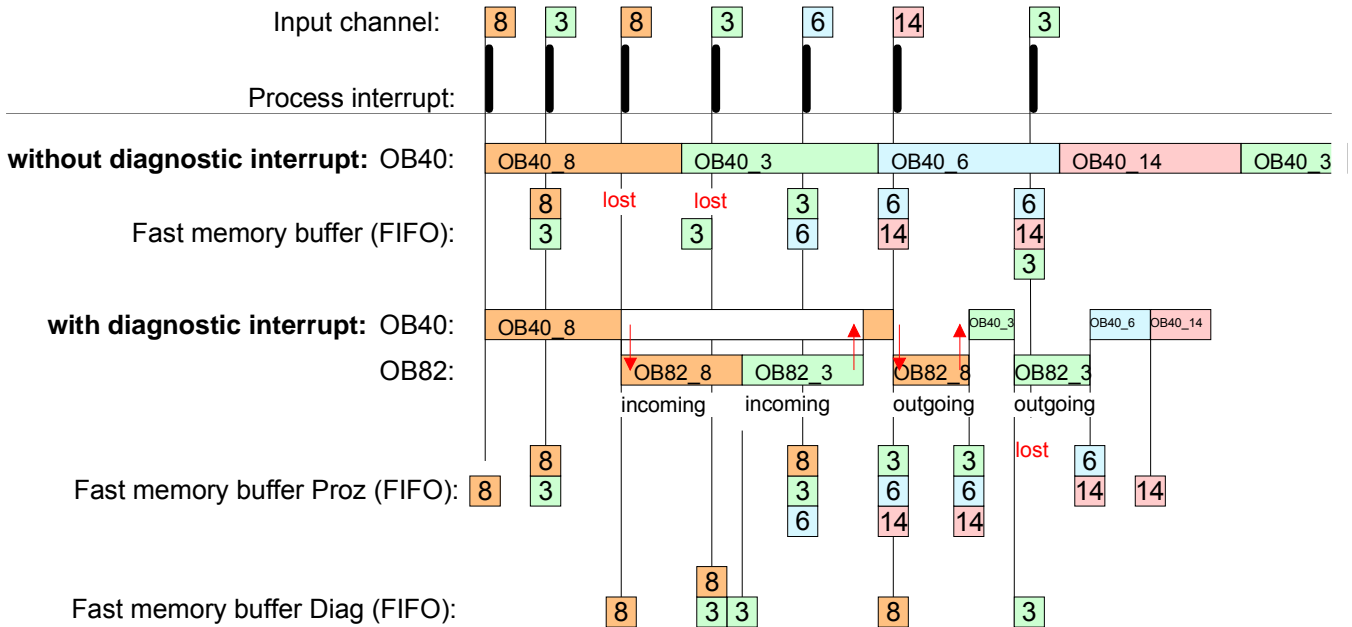 Input channel: 8 3 8 3 6 14 3
Process interrupt:
without diagnostic interrupt: OB40: OB40_8 OB40_3 OB40_6 OB40_14 OB40_3
8 lost lost 3 6 6
Fast memory buffer (FIFO): 3 3 6 14 14
3
with diagnostic interrupt: OB40: OB40_8 OB40_3 OB40_6 OB40_14
OB82: OB82_8 OB82_3 OB82_8 OB82_3
incoming incoming outgoing outgoing
8 8 3 3 lost 6
Fast memory buffer Proz (FIFO): 8 3 3 6 6 14 14
6 14 14
8
Fast memory buffer Diag (FIFO): 8 3 3 8 3